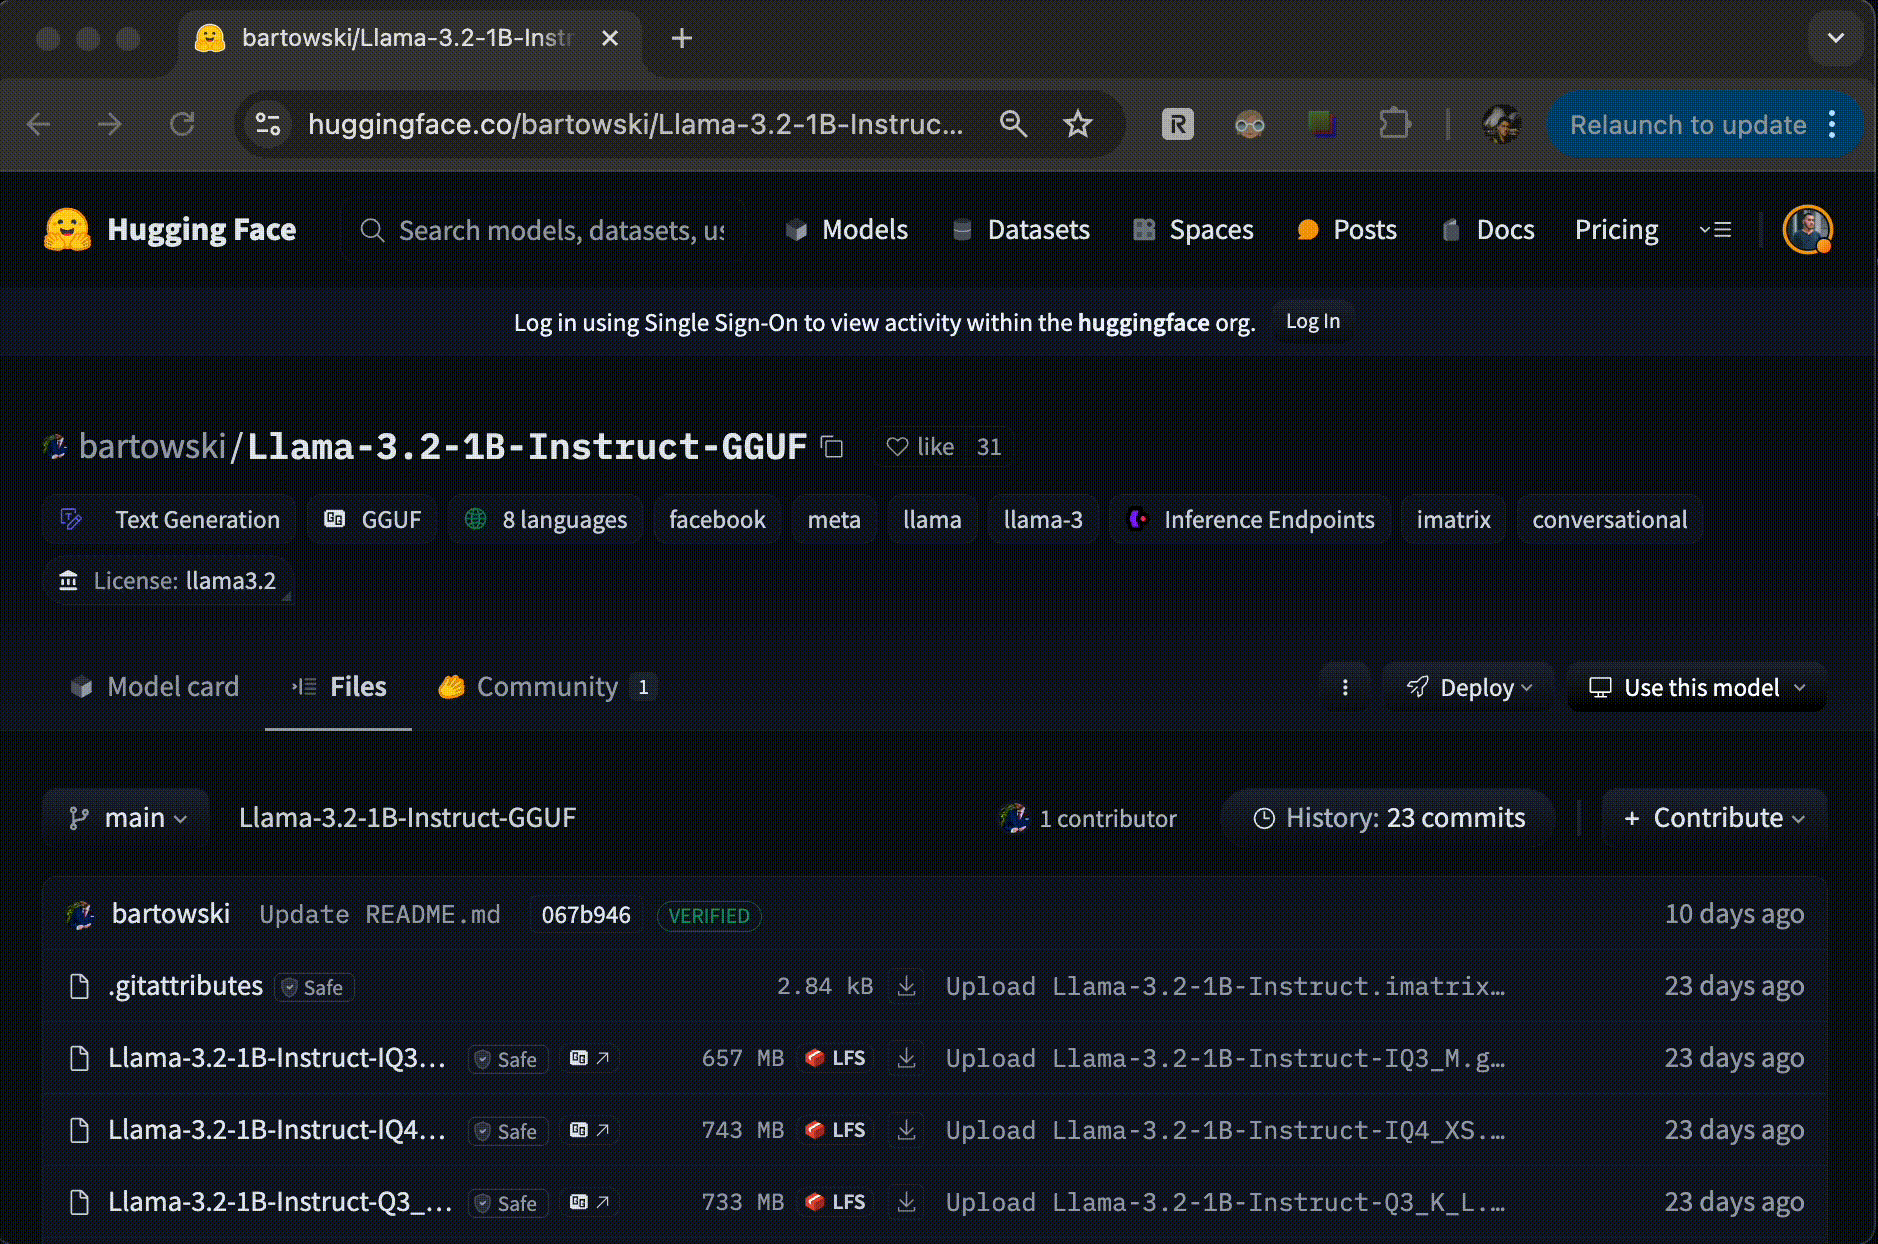 bartowski/Llama-3.2-1B-Instr
huggingface.co/bartowski/Llama-3.2-1B-Instruc...
R
Relaunch to update
Hugging Face
Search models, datasets, us
Models
Datasets
Spaces
Posts
Docs
Pricing
Log in using Single Sign-On to view activity within the huggingface org.
Log In
bartowski/Llama-3.2-1B-Instruct-GGUF
like 31
Text Generation
GGUF
8 languages
facebook
meta
llama
llama-3
Inference Endpoints
imatrix
conversational
License: llama3.2
Model card
Files
Community 1
Deploy
Use this model
main
Llama-3.2-1B-Instruct-GGUF
1 contributor
History: 23 commits
+ Contribute
bartowski Update README.md 067b946 VERIFIED 10 days ago
.gitattributes Safe 2.84 kB Upload Llama-3.2-1B-Instruct.imatrix… 23 days ago
Llama-3.2-1B-Instruct-IQ3... Safe 657 MB LFS Upload Llama-3.2-1B-Instruct-IQ3_M.g… 23 days ago
Llama-3.2-1B-Instruct-IQ4... Safe 743 MB LFS Upload Llama-3.2-1B-Instruct-IQ4_XS.… 23 days ago
Llama-3.2-1B-Instruct-Q3_... Safe 733 MB LFS Upload Llama-3.2-1B-Instruct-Q3_K_L.… 23 days ago